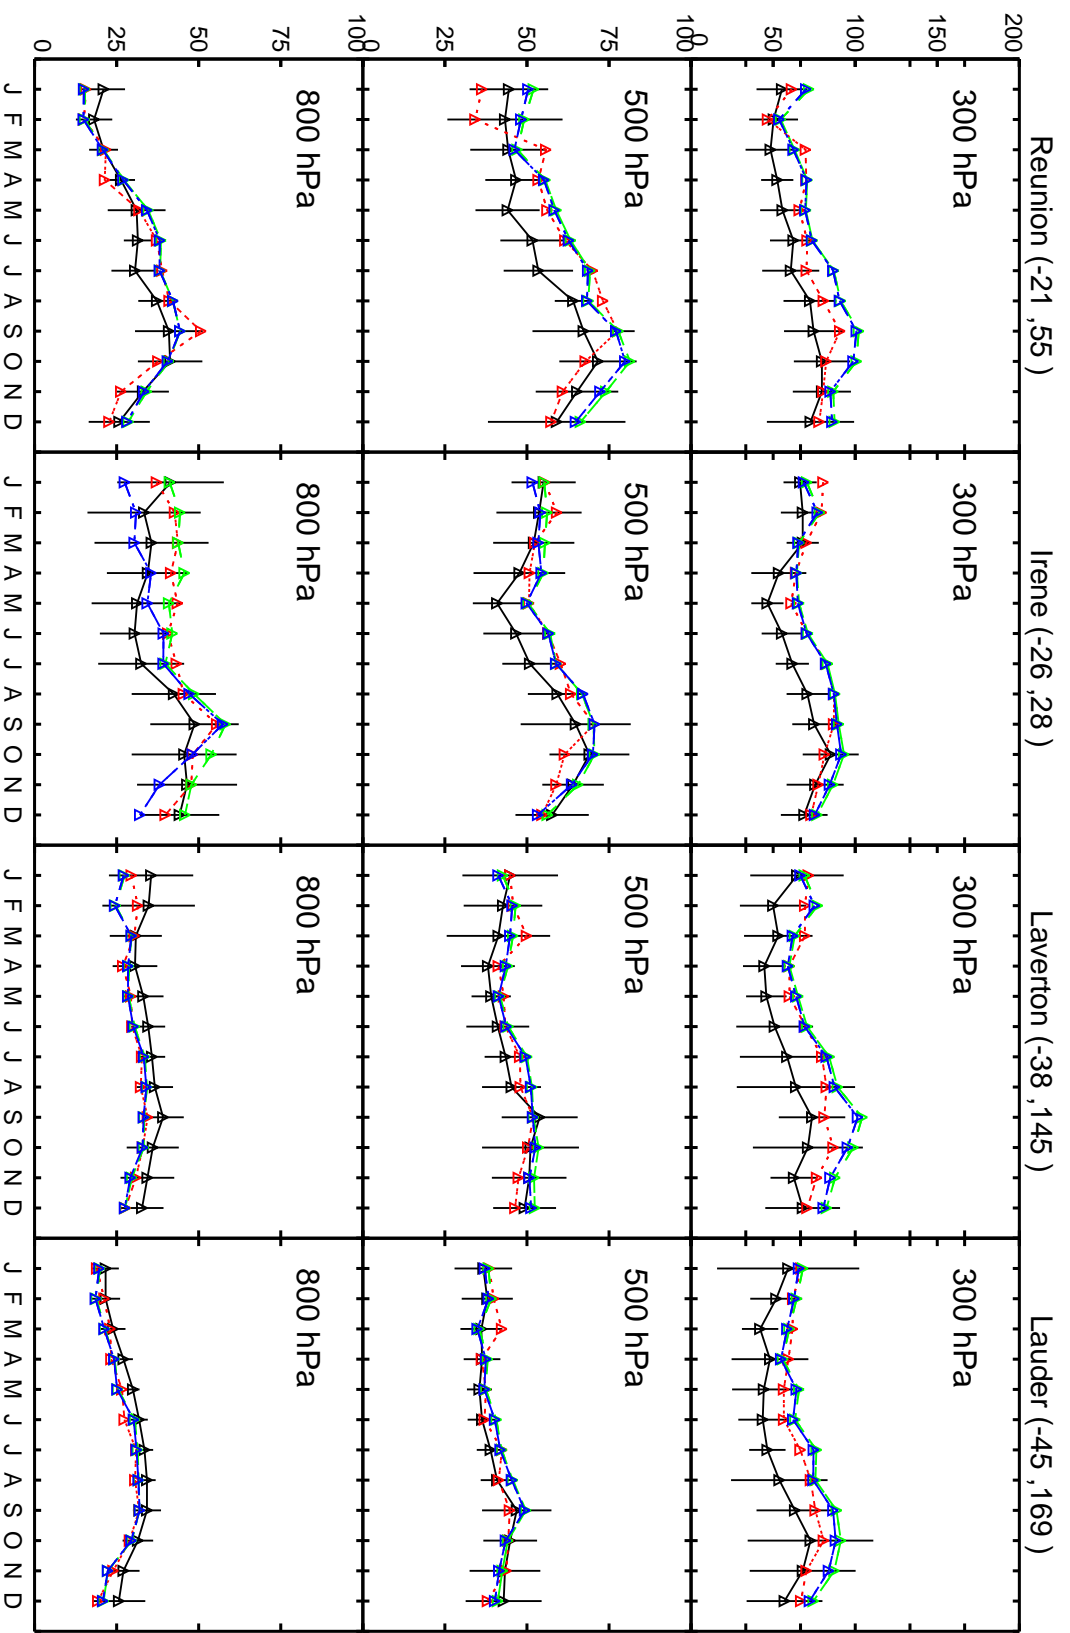 Reunion (-21 ,55 )
Irene (-26 ,28 )
Laverton (-38 ,145 )
Lauder (-45 ,169 )
200
150
100
50
0
300 hPa
300 hPa
300 hPa
300 hPa
100
75
50
25
0
500 hPa
500 hPa
500 hPa
500 hPa
100
75
50
25
0
800 hPa
800 hPa
800 hPa
800 hPa
J F M A M J J A S O N D
J F M A M J J A S O N D
J F M A M J J A S O N D
J F M A M J J A S O N D